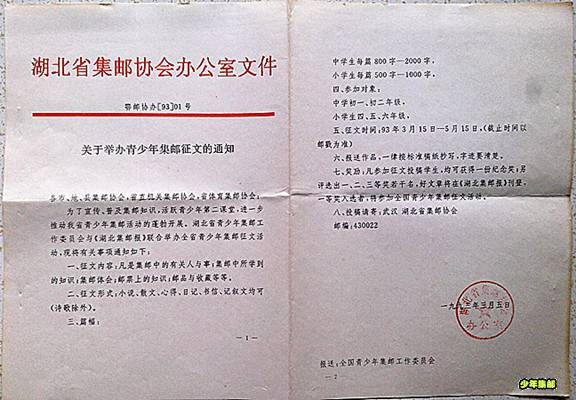 湖北省集邮协会办公室文件
鄂邮协办〔93〕01号
关于举办青少年集邮征文的通知
各市、地、县集邮协会,省直机关集邮协会,省体育集邮协会:
为了宣传、普及集邮知识,活跃青少年第二课堂,进一步
推动我省青少年集邮活动的蓬勃开展。湖北省青少年集邮
工作委员会与《湖北集邮报》联合举办全省青少年集邮征文活
动,现将有关事项通知如下:
一、征文内容:凡是集邮中的有关人与事;集邮中所学到
的知识;集邮体会;邮票上的知识;邮品与收藏等等。
二、征文形式:小说、散文、心得、日记、书信、记叙文均可
(诗歌除外)。
三、篇幅:
—1—
中学生每篇800字—2000字,
小学生每篇500字—1000字。
四、参加对象:
中学初一、初二年级,
小学生四、五、六年级。
五、征文时间:93年3月15日—5月15日,(截止时间以
邮戳为准)
六、报送作品,一律按标准稿纸抄写,字迹要清楚。
七、奖励:凡参加征文投稿学生,均可获得一份纪念奖;另
评选出一、二、三等奖若干名,好文章将在《湖北集邮报》刊登,
一等奖入选者,将参加全国青少年集邮征文活动。
八、投稿请寄:武汉 湖北省集邮协会
邮编:430022
一九九三年三月五日
办公室
报送:全国青少年集邮工作委员会
—2—
少年集邮